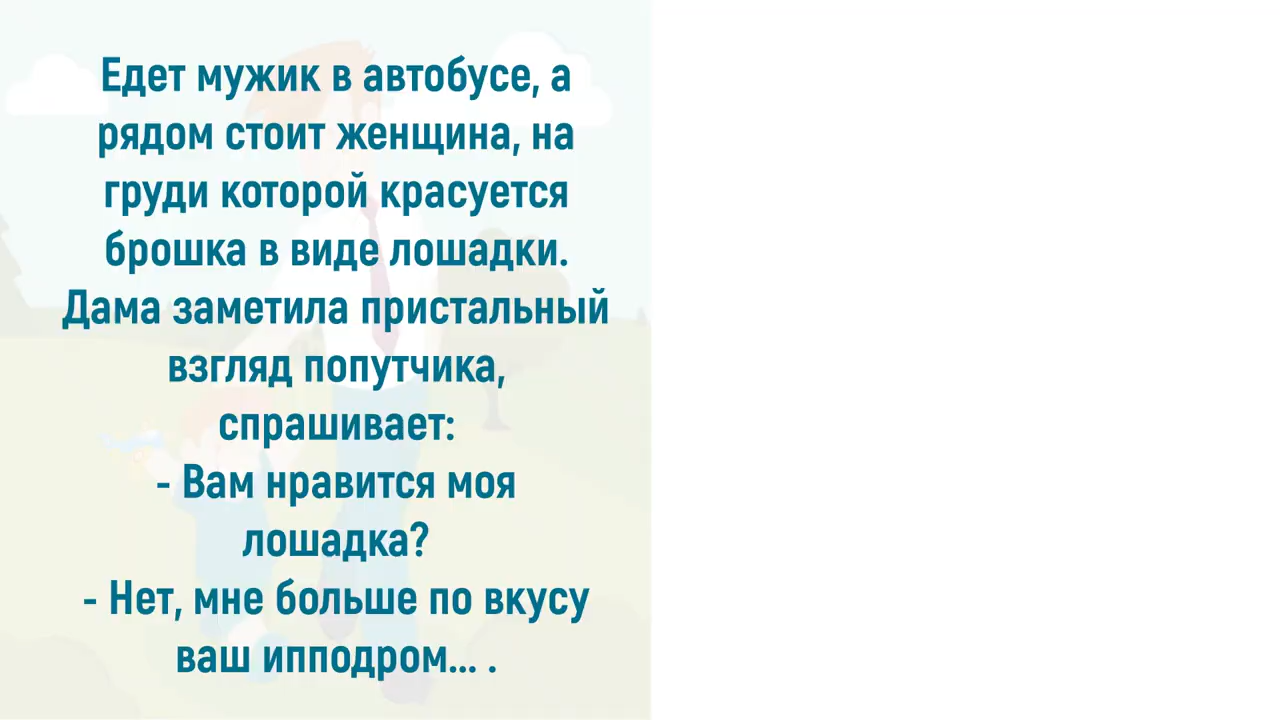 Едет мужик в автобусе, а
рядом стоит женщина, на
груди которой красуется
брошка в виде лошадки.
Дама заметила пристальный
взгляд попутчика,
спрашивает:
- Вам нравится моя
лошадка?
- Нет, мне больше по вкусу
ваш ипподром... .